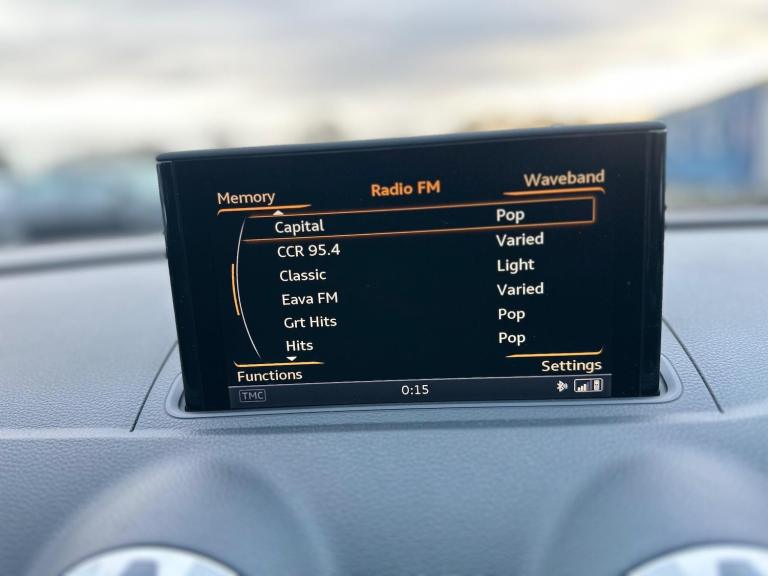 Memory Radio FM Waveband
Capital Pop
CCR 95.4 Varied
Classic Light
Eava FM Varied
Grt Hits Pop
Hits Pop
Functions Settings
TMC 0:15